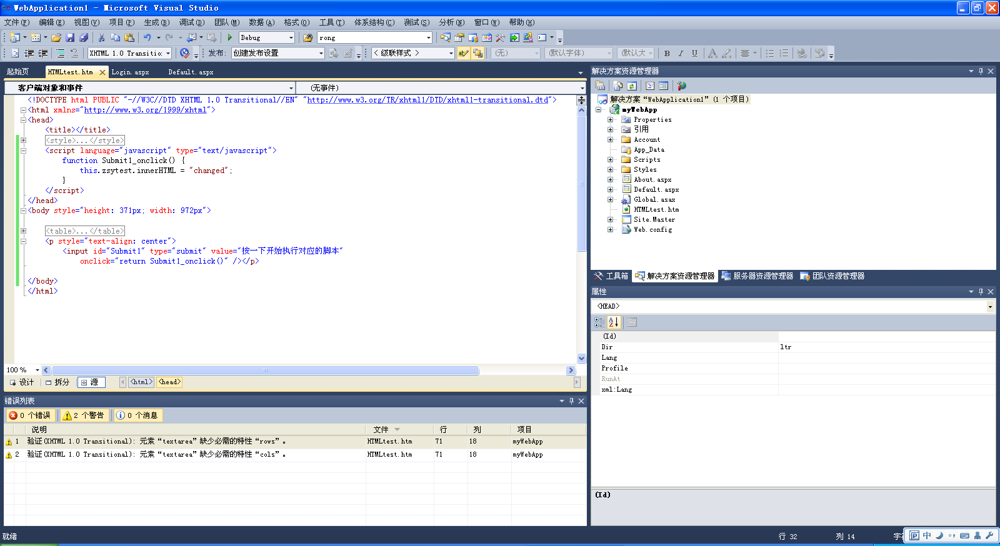 WebApplication1 - Microsoft Visual Studio
文件(F) 编辑(E) 视图(V) 项目(P) 生成(B) 调试(D) 团队(M) 数据(A) 格式(O) 工具(T) 体系结构(C) 测试(S) 分析(N) 窗口(W) 帮助(H)
Debug rong
XHTML 1.0 Transitio: 发布: 创建发布设置 < 级联样式 > (无) (默认字体) (默认大 B I U A
起始页 HTMLtest.htm Login.aspx Default.aspx
客户端对象和事件 (无事件)
<!DOCTYPE html PUBLIC "-//W3C//DTD XHTML 1.0 Transitional//EN" "http://www.w3.org/TR/xhtml1/DTD/xhtml1-transitional.dtd">
<html xmlns="http://www.w3.org/1999/xhtml">
<head>
<title></title>
<style>...</style>
<script language="javascript" type="text/javascript">
function Submit1_onclick() {
this.zsytest.innerHTML = "changed";
}
</script>
</head>
<body style="height: 371px; width: 972px">
<table>...</table>
<p style="text-align: center">
<input id="Submit1" type="submit" value="按一下开始执行对应的脚本"
onclick="return Submit1_onclick()" /></p>
</body>
</html>
100 %
设计 拆分 源 <html> <head>
错误列表
0 个错误 2 个警告 0 个消息
说明 文件 行 列 项目
1 验证(XHTML 1.0 Transitional): 元素“textarea”缺少必需的特性“rows”。 HTMLtest.htm 71 18 myWebApp
2 验证(XHTML 1.0 Transitional): 元素“textarea”缺少必需的特性“cols”。 HTMLtest.htm 71 18 myWebApp
解决方案资源管理器
解决方案“WebApplication1”(1 个项目)
myWebApp
Properties
引用
Account
App_Data
Scripts
Styles
About.aspx
Default.aspx
Global.asax
HTMLtest.htm
Site.Master
Web.config
工具箱 解决方案资源管理器 服务器资源管理器 团队资源管理器
属性
<HEAD>
(Id)
Dir ltr
Lang
Profile
RunAt
xml:Lang
(Id)
就绪 行 32 列 14 中